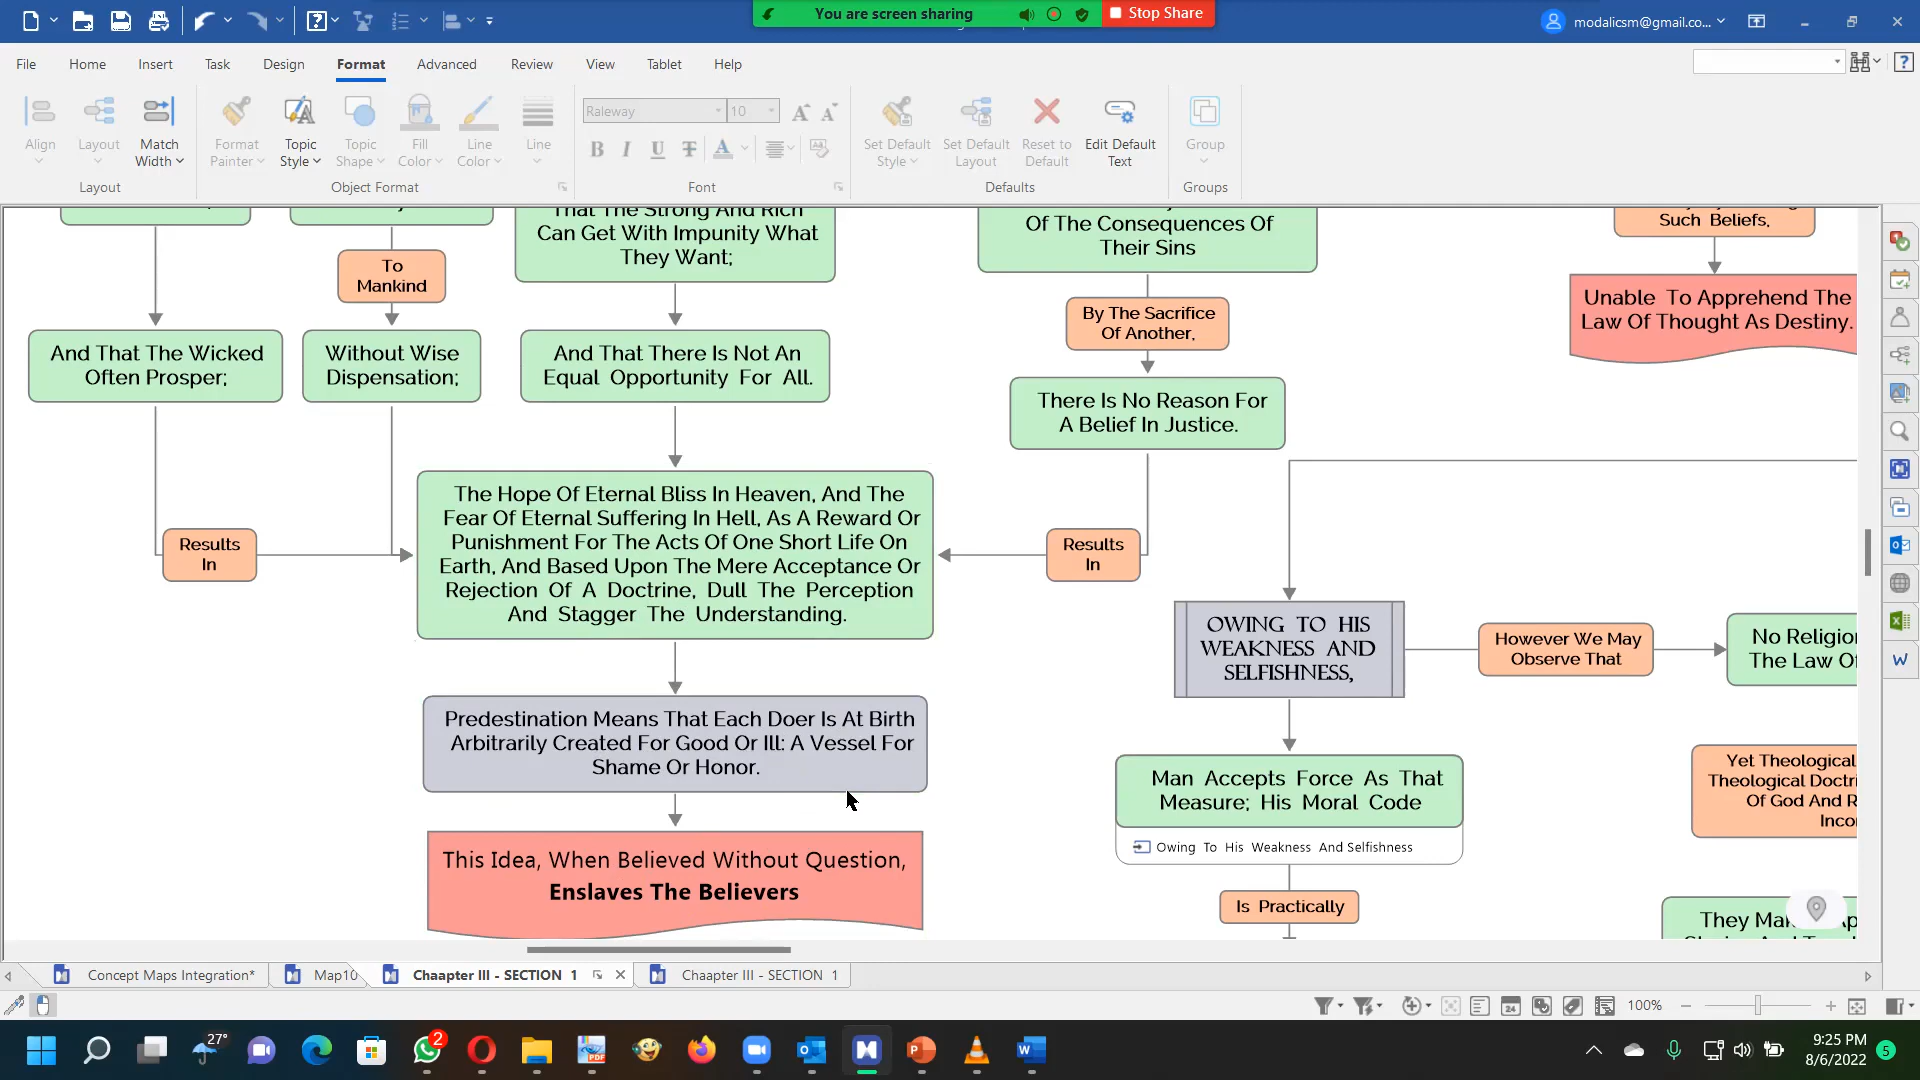 You are screen sharing
Stop Share
modalicsm@gmail.co...
File
Home
Insert
Task
Design
Format
Advanced
Review
View
Tablet
Help
Align
Layout
Match
Width
Layout
Format
Painter
Topic
Style
Topic
Shape
Fill
Color
Line
Color
Line
Object Format
Raleway
10
B I U T A
Font
Set Default
Style
Set Default
Layout
Reset to
Default
Edit Default
Text
Defaults
Group
Groups
That The Strong And Rich
Can Get With Impunity What
They Want;
To
Mankind
And That The Wicked
Often Prosper;
Without Wise
Dispensation;
And That There Is Not An
Equal Opportunity For All.
Of The Consequences Of
Their Sins
By The Sacrifice
Of Another,
There Is No Reason For
A Belief In Justice.
Such Beliefs,
Unable To Apprehend The
Law Of Thought As Destiny.
Results
In
The Hope Of Eternal Bliss In Heaven, And The
Fear Of Eternal Suffering In Hell, As A Reward Or
Punishment For The Acts Of One Short Life On
Earth, And Based Upon The Mere Acceptance Or
Rejection Of A Doctrine, Dull The Perception
And Stagger The Understanding.
Results
In
Predestination Means That Each Doer Is At Birth
Arbitrarily Created For Good Or Ill: A Vessel For
Shame Or Honor.
This Idea, When Believed Without Question,
Enslaves The Believers
OWING TO HIS
WEAKNESS AND
SELFISHNESS,
However We May
Observe That
No Religio
The Law O
Man Accepts Force As That
Measure; His Moral Code
Owing To His Weakness And Selfishness
Is Practically
Yet Theological
Theological Doctri
Of God And R
Inco
They Ma
Concept Maps Integration*
Map10
Chaapter III - SECTION 1
Chaapter III - SECTION 1
100%
27°
2
9:25 PM
8/6/2022
5